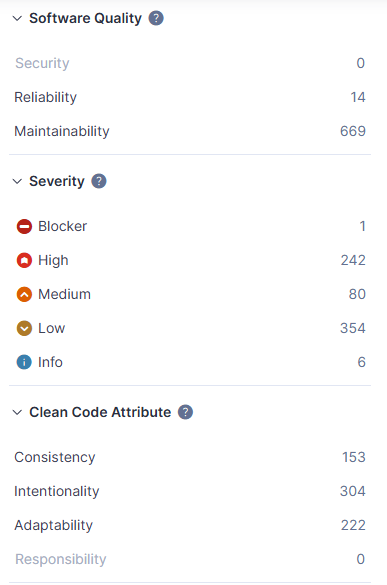 Software Quality ?
Security 0
Reliability 14
Maintainability 669
Severity ?
Blocker 1
High 242
Medium 80
Low 354
Info 6
Clean Code Attribute ?
Consistency 153
Intentionality 304
Adaptability 222
Responsibility 0